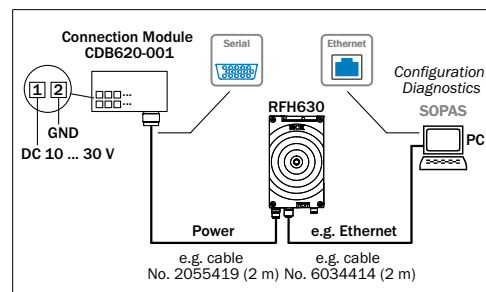 Connection Module
CDB620-001
Serial
Ethernet
Configuration
Diagnostics
SOPAS
1 2
RFH630
PC
GND
DC 10 ... 30 V
Power
e.g. Ethernet
e.g. cable
No. 2055419 (2 m)
e.g. cable
No. 6034414 (2 m)